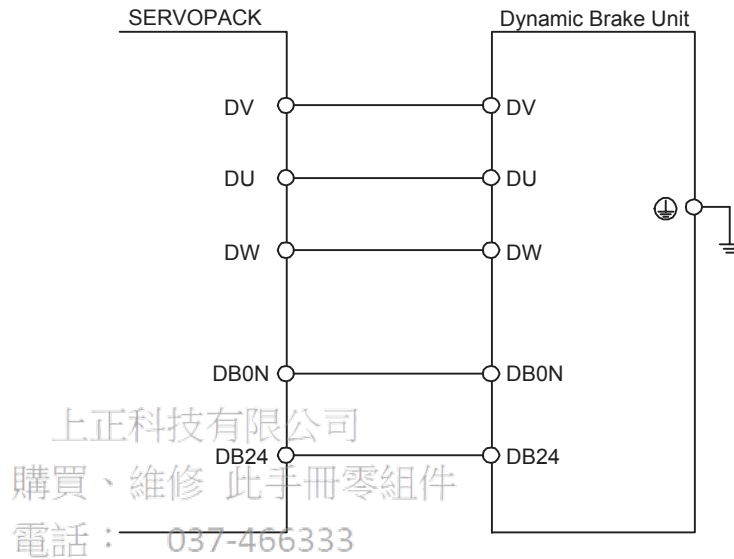 SERVOPACK Dynamic Brake Unit
DV DV
DU DU
DW DW
DB0N DB0N
上正科技有限公司
DB24 DB24
購買、維修 此手冊零組件
電話： 037-466333